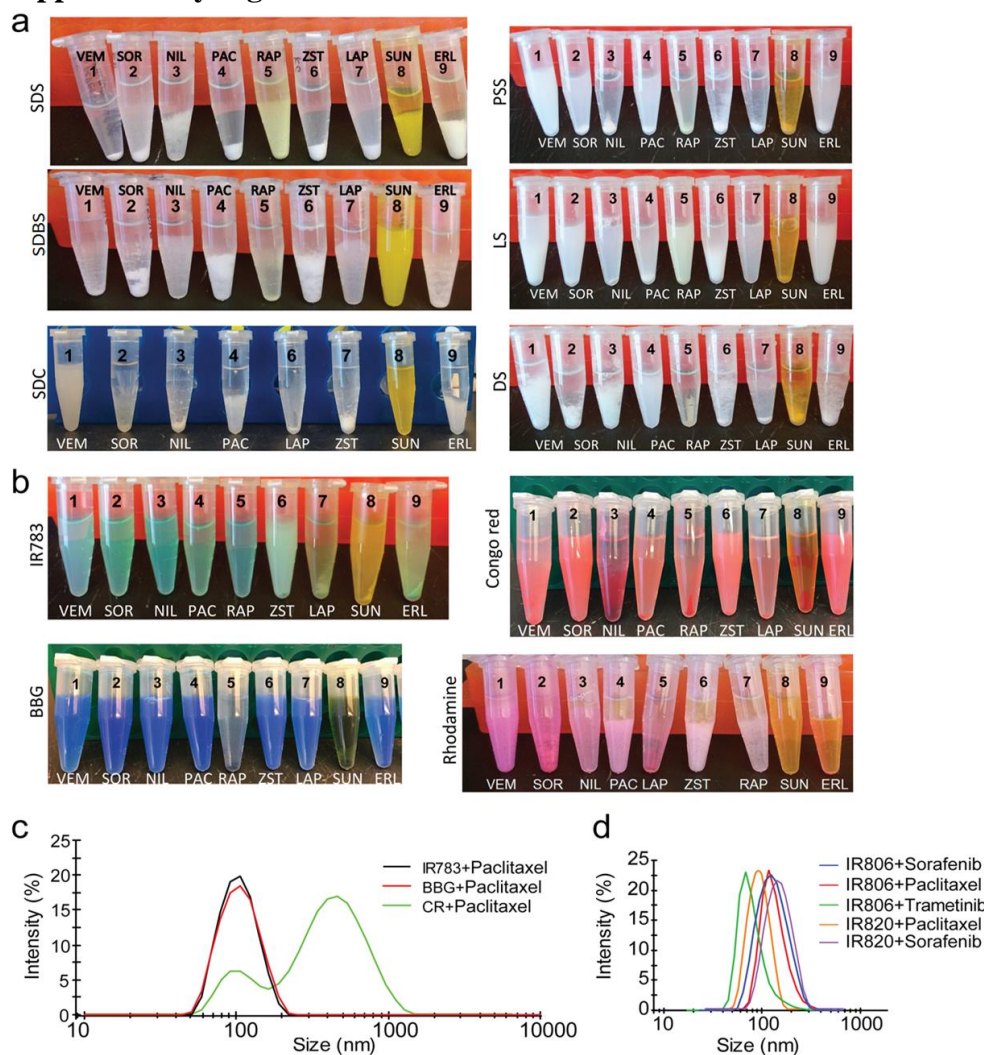 a
SDS
VEM SOR NIL PAC RAP ZST LAP SUN ERL
1 2 3 4 5 6 7 8 9
PSS
1 2 3 4 5 6 7 8 9
VEM SOR NIL PAC RAP ZST LAP SUN ERL
SDBS
VEM SOR NIL PAC RAP ZST LAP SUN ERL
1 2 3 4 5 6 7 8 9
LS
1 2 3 4 5 6 7 8 9
VEM SOR NIL PAC RAP ZST LAP SUN ERL
SDC
1 2 3 4 6 7 8 9
VEM SOR NIL PAC LAP ZST SUN ERL
DS
1 2 3 4 5 6 7 8 9
VEM SOR NIL PAC RAP ZST LAP SUN ERL
b
IR783
1 2 3 4 5 6 7 8 9
VEM SOR NIL PAC RAP ZST LAP SUN ERL
Congo red
1 2 3 4 5 6 7 8 9
VEM SOR NIL PAC RAP ZST LAP SUN ERL
BBG
1 2 3 4 5 6 7 8 9
VEM SOR NIL PAC RAP ZST LAP SUN ERL
Rhodamine
1 2 3 4 5 6 7 8 9
VEM SOR NIL PAC LAP ZST RAP SUN ERL
c
Intensity (%)
25
20
15
10
5
0
10 100 1000 10000
Size (nm)
IR783+Paclitaxel
BBG+Paclitaxel
CR+Paclitaxel
d
Intensity (%)
25
20
15
10
5
0
10 100 1000
Size (nm)
IR806+Sorafenib
IR806+Paclitaxel
IR806+Trametinib
IR820+Paclitaxel
IR820+Sorafenib